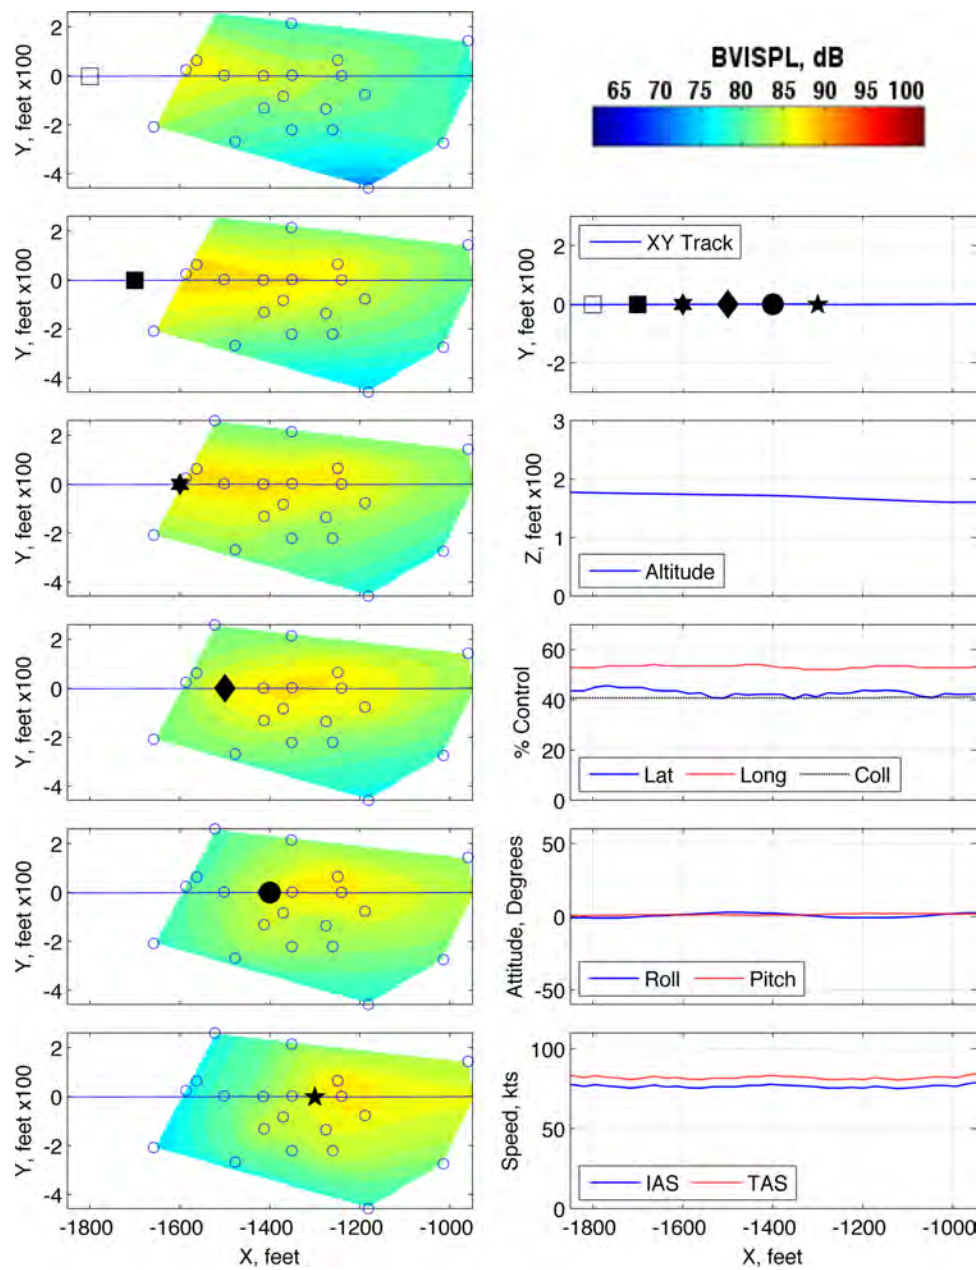 BVISPL, dB
65 70 75 80 85 90 95 100
2
0
-2
-4
Y, feet x100
2
0
-2
-4
Y, feet x100
XY Track
2
0
-2
Y, feet x100
2
0
-2
-4
Y, feet x100
3
2
1
0
Z, feet x100
Altitude
2
0
-2
-4
Y, feet x100
60
40
20
0
% Control
Lat Long Coll
2
0
-2
-4
Y, feet x100
50
0
-50
Attitude, Degrees
Roll Pitch
2
0
-2
-4
Y, feet x100
-1800 -1600 -1400 -1200 -1000
X, feet
100
50
0
Speed, kts
IAS TAS
-1800 -1600 -1400 -1200 -1000
X, feet